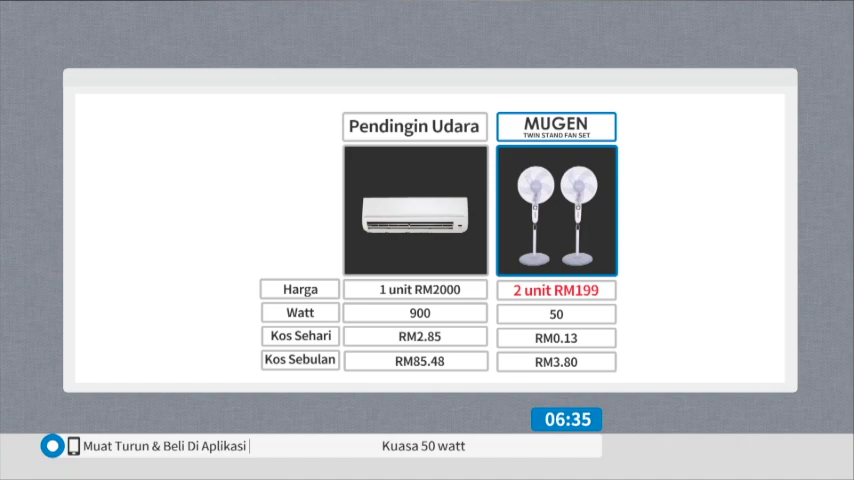 Pendingin Udara
MUGEN
TWIN STAND FAN SET
Harga
1 unit RM2000
2 unit RM199
Watt
900
50
Kos Sehari
RM2.85
RM0.13
Kos Sebulan
RM85.48
RM3.80
06:35
Muat Turun & Beli Di Aplikasi
Kuasa 50 watt